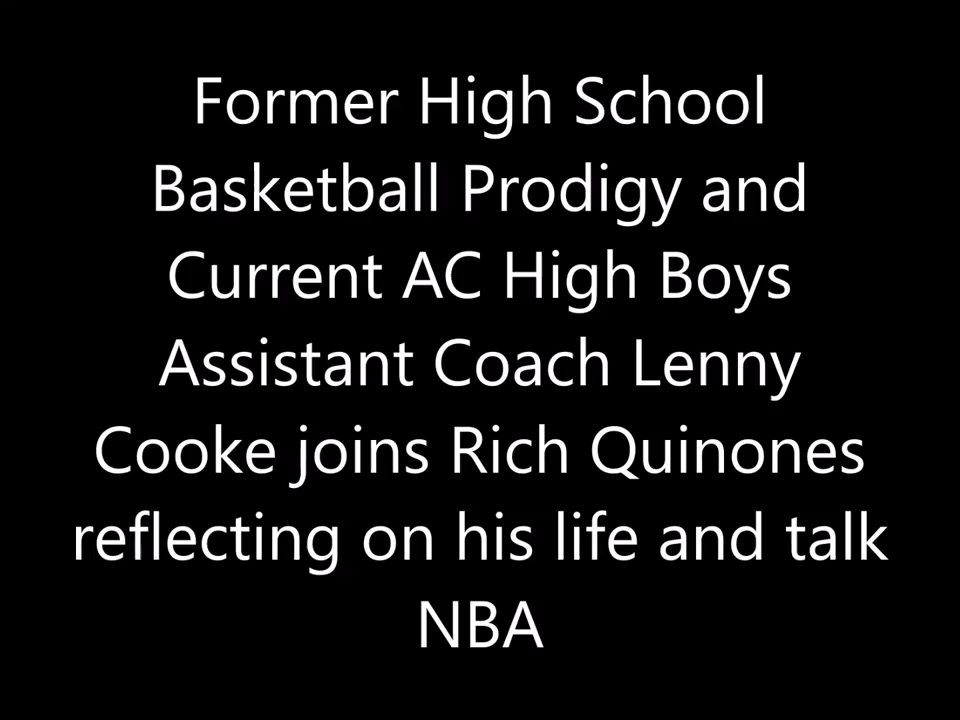 Former High School
Basketball Prodigy and
Current AC High Boys
Assistant Coach Lenny
Cooke joins Rich Quinones
reflecting on his life and talk
NBA